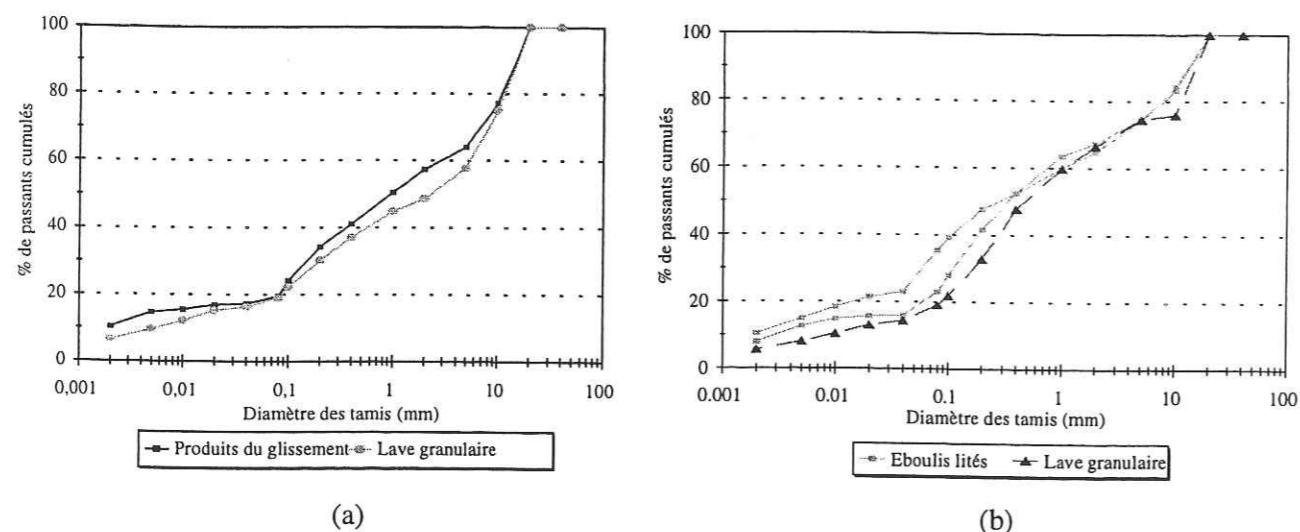 % de passants cumulés
100
80
60
40
20
0
0,001 0,01 0,1 1 10 100
Diamètre des tamis (mm)
Produits du glissement Lave granulaire
(a)
% de passants cumulés
100
80
60
40
20
0
0.001 0.01 0.1 1 10 100
Diamètre des tamis (mm)
Eboulis lités Lave granulaire
(b)